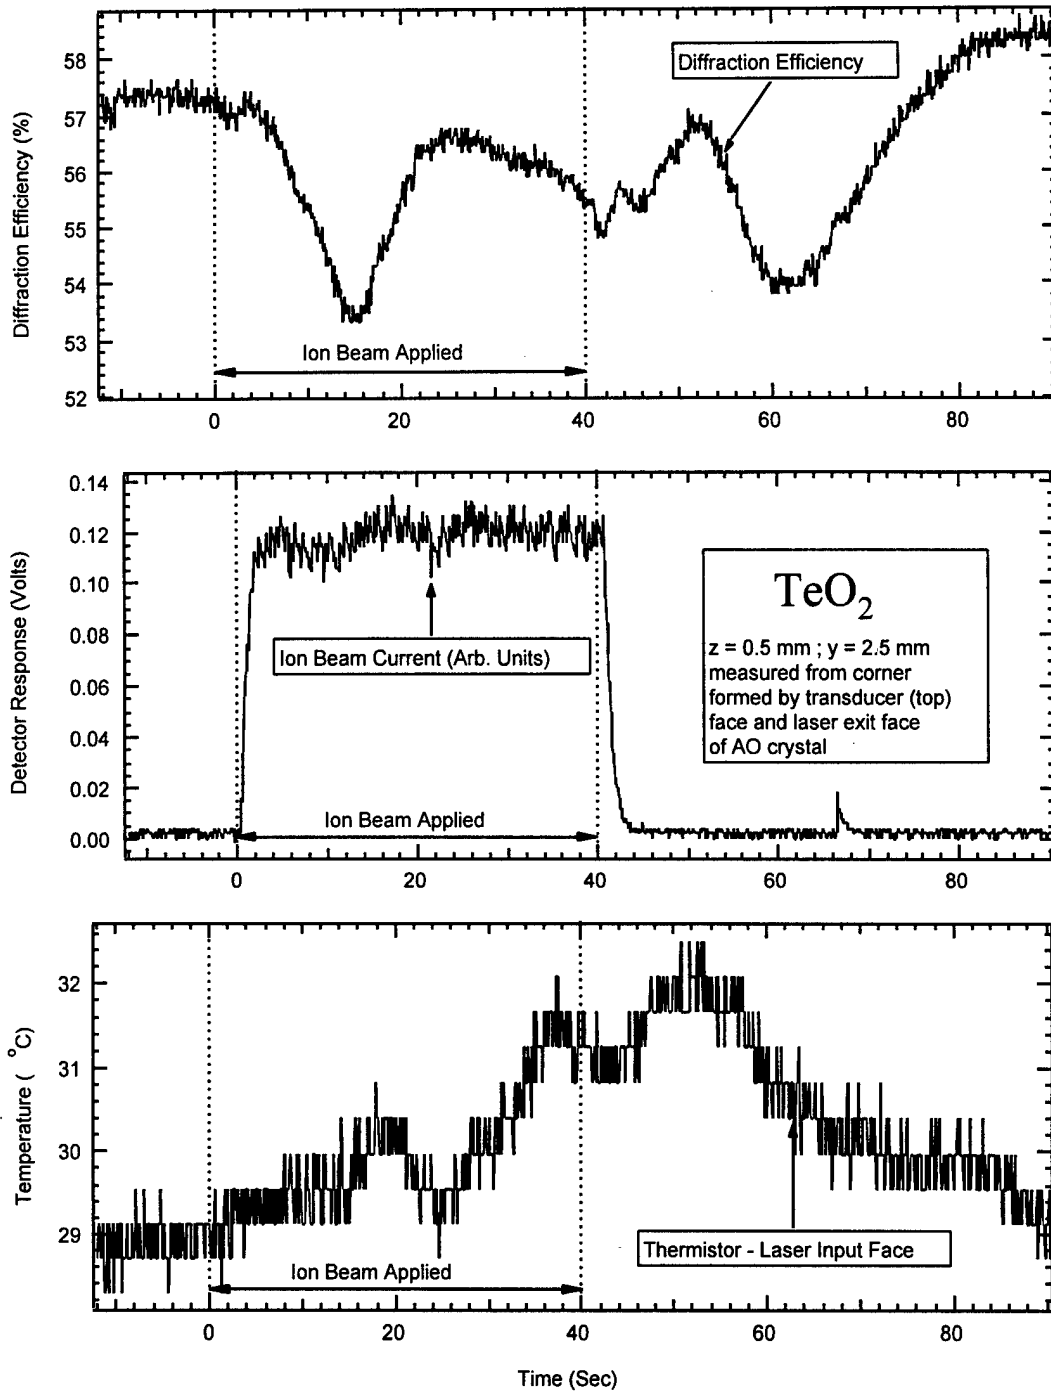 58
57
56
55
54
53
52
Diffraction Efficiency (%)
Diffraction Efficiency
Ion Beam Applied
0 20 40 60 80
0.14
0.12
0.10
0.08
0.06
0.04
0.02
0.00
Detector Response (Volts)
Ion Beam Current (Arb. Units)
TeO₂
z = 0.5 mm ; y = 2.5 mm
measured from corner
formed by transducer (top)
face and laser exit face
of AO crystal
Ion Beam Applied
0 20 40 60 80
32
31
30
29
Temperature ( °C)
Thermistor - Laser Input Face
Ion Beam Applied
0 20 40 60 80
Time (Sec)